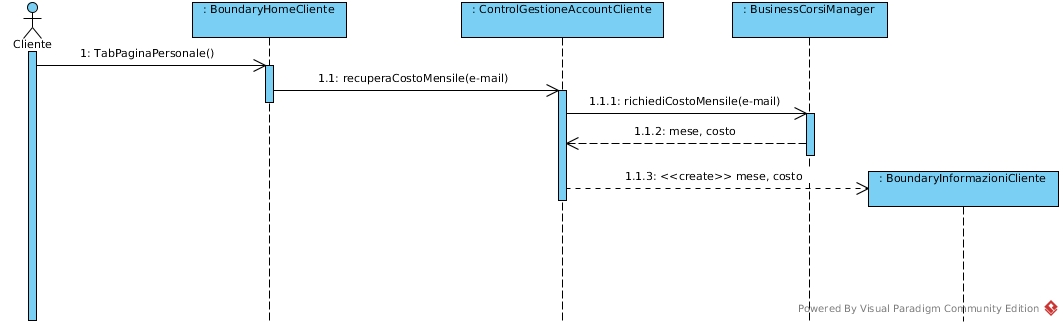 : BoundaryHomeCliente
: ControlGestioneAccountCliente
: BusinessCorsiManager
Cliente
1: TabPaginaPersonale()
1.1: recuperaCostoMensile(e-mail)
1.1.1: richiediCostoMensile(e-mail)
1.1.2: mese, costo
1.1.3: <<create>> mese, costo
: BoundaryInformazioniCliente
Powered By Visual Paradigm Community Edition